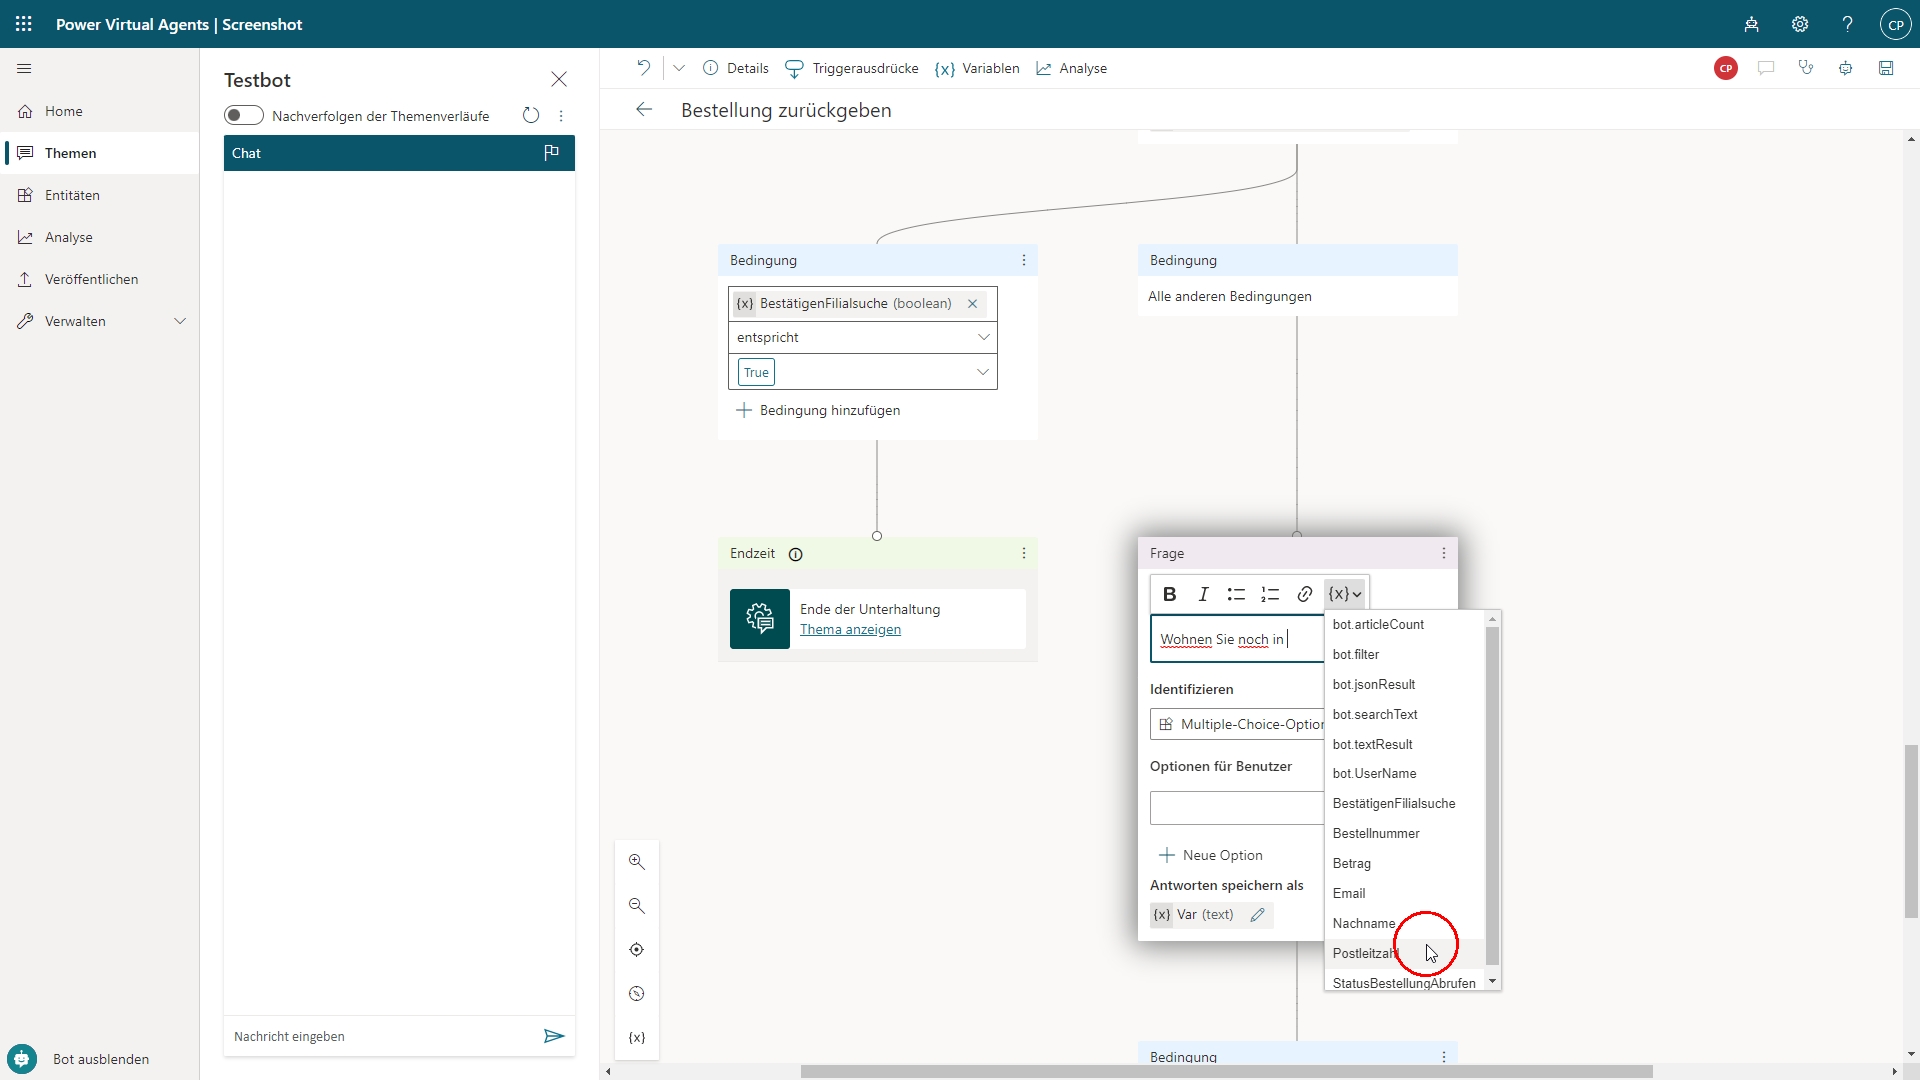 Power Virtual Agents | Screenshot
CP
Home
Themen
Entitäten
Analyse
Veröffentlichen
Verwalten
Bot ausblenden
Testbot
Nachverfolgen der Themenverläufe
Chat
Nachricht eingeben
Details
Triggerausdrücke
{x} Variablen
Analyse
CP
Bestellung zurückgeben
Bedingung
{x} BestätigenFilialsuche (boolean)
entspricht
True
Bedingung hinzufügen
Bedingung
Alle anderen Bedingungen
Endzeit
Ende der Unterhaltung
Thema anzeigen
Frage
B I {x}
Wohnen Sie noch in
Identifizieren
Multiple-Choice-Option
Optionen für Benutzer
Neue Option
Antworten speichern als
{x} Var (text)
bot.articleCount
bot.filter
bot.jsonResult
bot.searchText
bot.textResult
bot.UserName
BestätigenFilialsuche
Bestellnummer
Betrag
Email
Nachname
Postleitzahl
StatusBestellungAbrufen
{x}
Bedingung